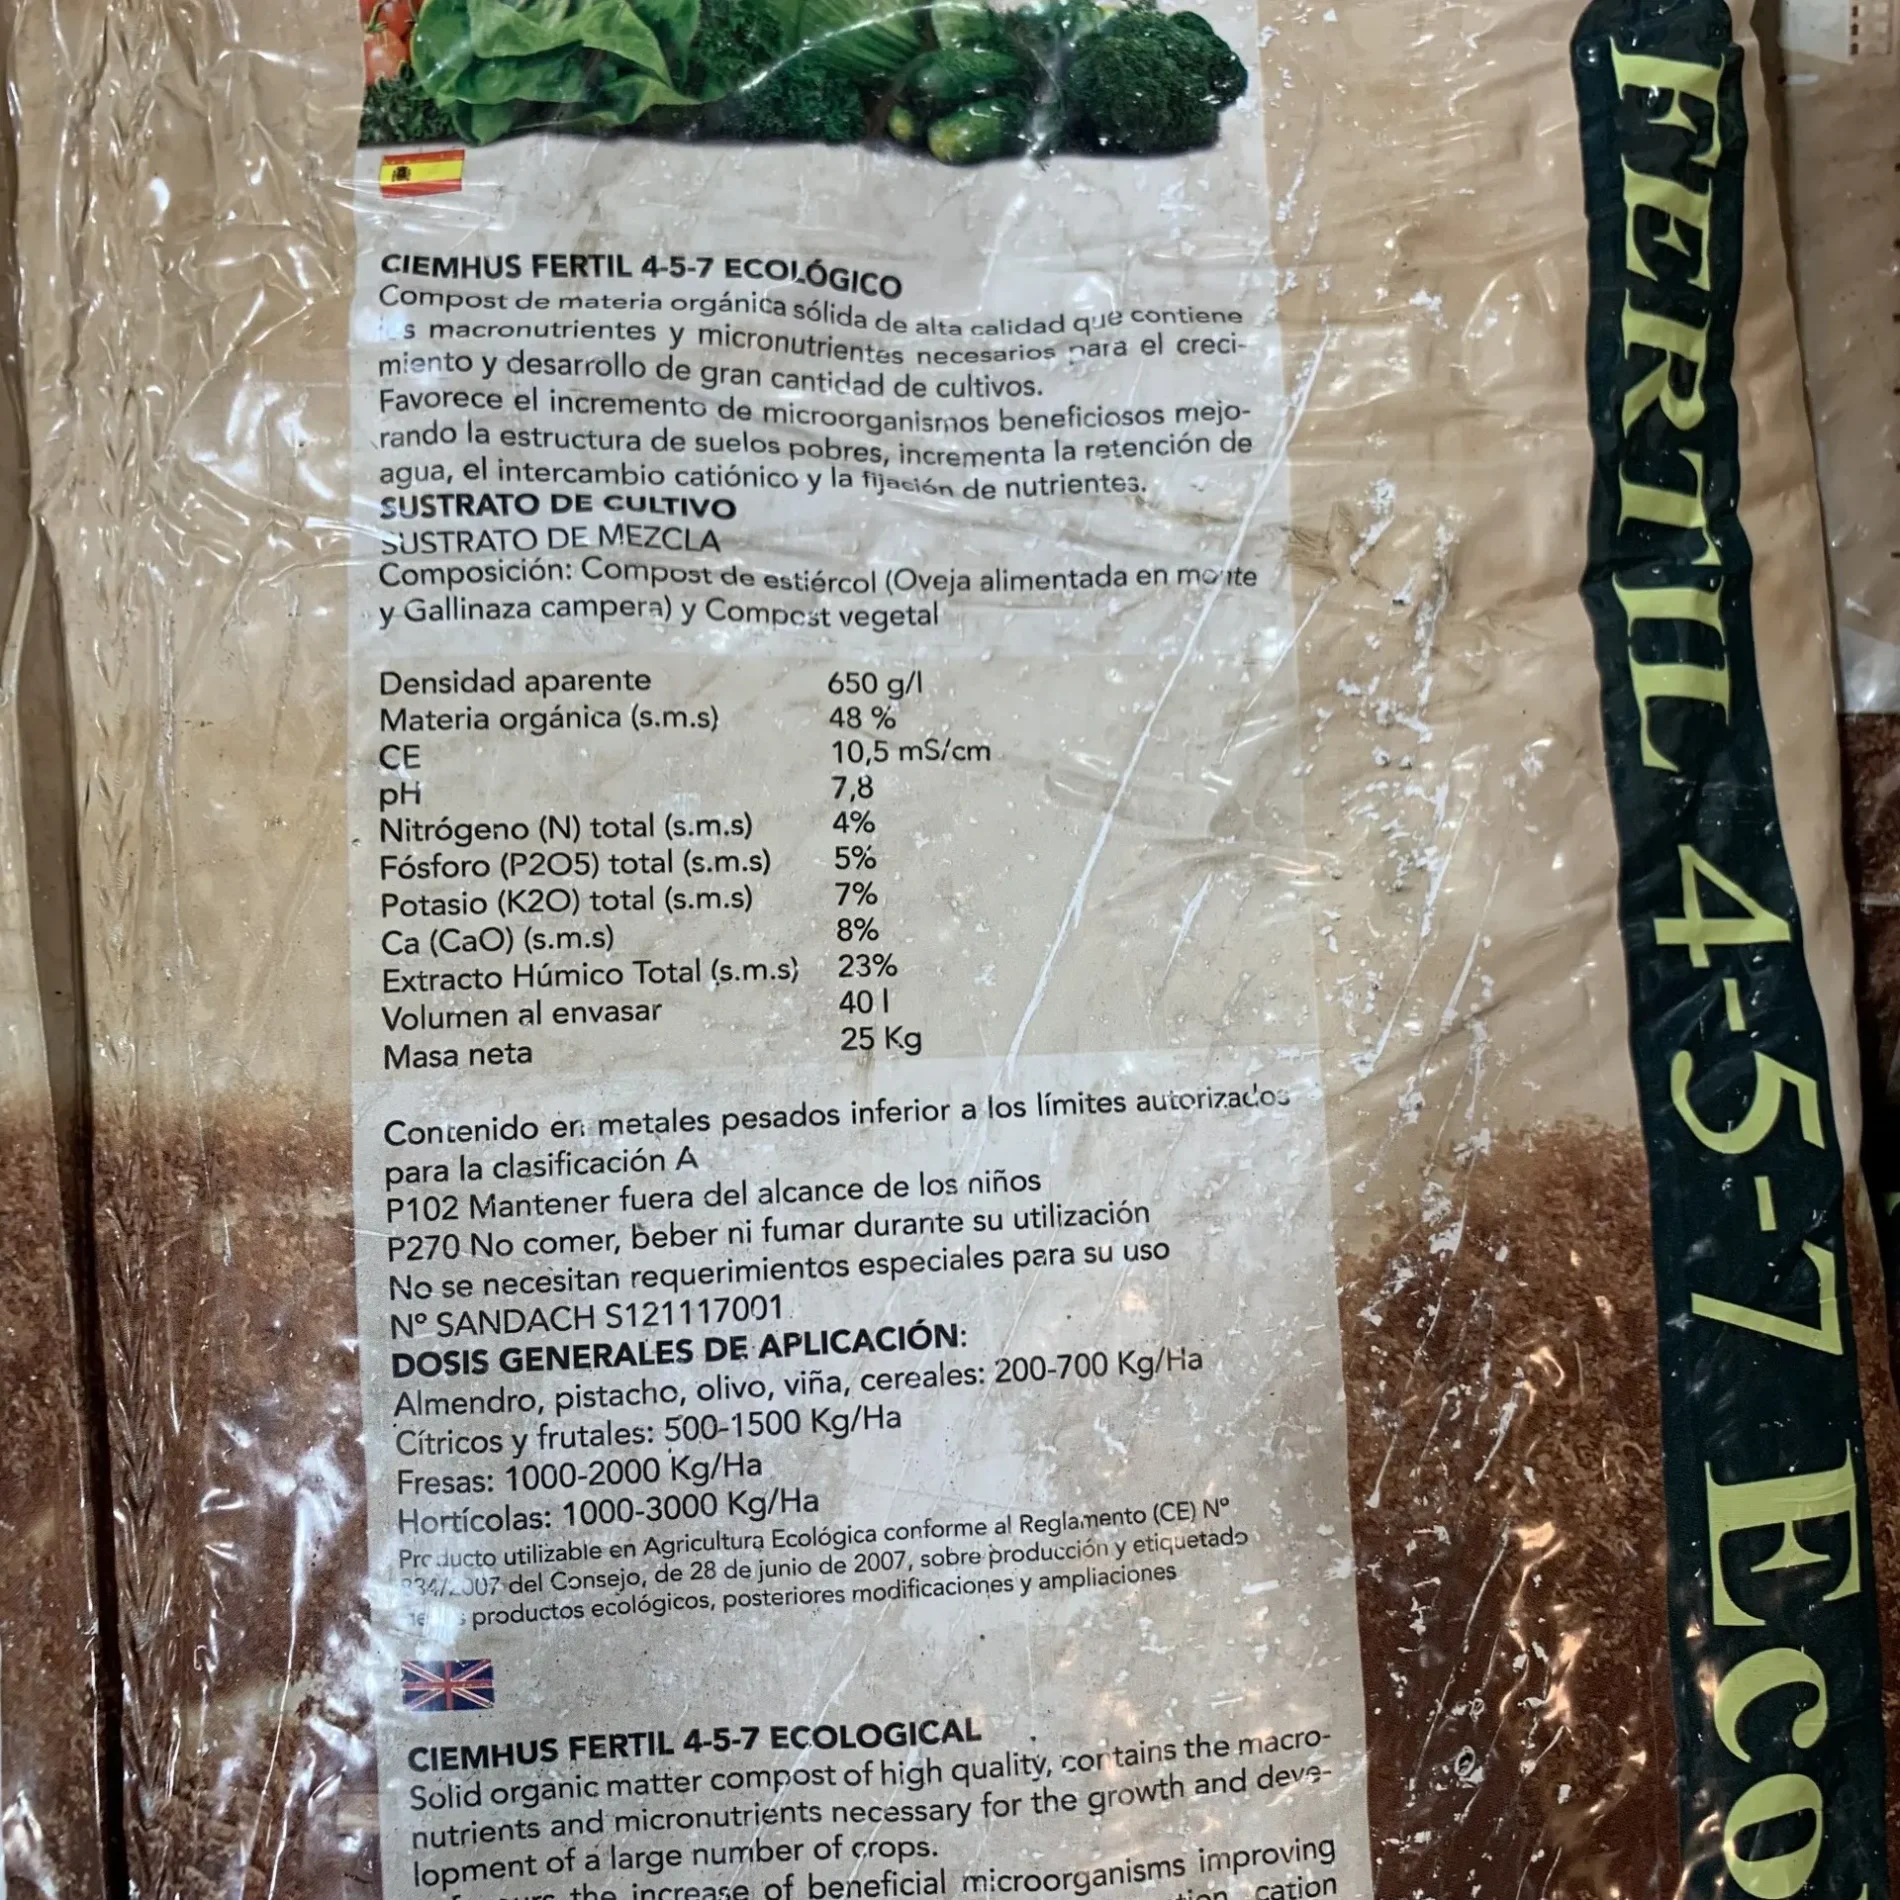 CIEMHUS FERTIL 4-5-7 ECOLÓGICO
Compost de materia orgánica sólida de alta calidad que contiene
macronutrientes y micronutrientes necesarios para el creci-
miento y desarrollo de gran cantidad de cultivos.
Favorece el incremento de microorganismos beneficiosos mejo-
rando la estructura de suelos pobres, incrementa la retención de
agua, el intercambio catiónico y la fijación de nutrientes.
SUSTRATO DE CULTIVO
SUSTRATO DE MEZCLA
Composición: Compost de estiércol (Oveja alimentada en monte
y Gallinaza campera) y Compost vegetal
Densidad aparente 650 g/l
Materia orgánica (s.m.s) 48 %
CE 10,5 mS/cm
pH 7,8
Nitrógeno (N) total (s.m.s) 4%
Fósforo (P2O5) total (s.m.s) 5%
Potasio (K2O) total (s.m.s) 7%
Ca (CaO) (s.m.s) 8%
Extracto Húmico Total (s.m.s) 23%
Volumen al envasar 40 l
Masa neta 25 Kg
Contenido en metales pesados inferior a los límites autorizados
para la clasificación A
P102 Mantener fuera del alcance de los niños
P270 No comer, beber ni fumar durante su utilización
No se necesitan requerimientos especiales para su uso
Nº SANDACH S121117001
DOSIS GENERALES DE APLICACIÓN:
Almendro, pistacho, olivo, viña, cereales: 200-700 Kg/Ha
Cítricos y frutales: 500-1500 Kg/Ha
Fresas: 1000-2000 Kg/Ha
Hortícolas: 1000-3000 Kg/Ha
Producto utilizable en Agricultura Ecológica conforme al Reglamento (CE) Nº
834/2007 del Consejo, de 28 de junio de 2007, sobre producción y etiquetado
productos ecológicos, posteriores modificaciones y ampliaciones
CIEMHUS FERTIL 4-5-7 ECOLOGICAL
Solid organic matter compost of high quality, contains the macro-
nutrients and micronutrients necessary for the growth and deve-
lopment of a large number of crops.
the increase of beneficial microorganisms improving
cation
FERTIL 4-5-7 ECO